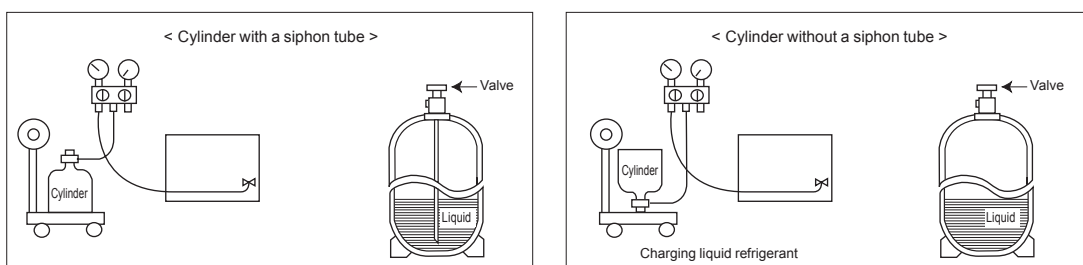 < Cylinder with a siphon tube >
Valve
Cylinder
Liquid
< Cylinder without a siphon tube >
Valve
Cylinder
Liquid
Charging liquid refrigerant